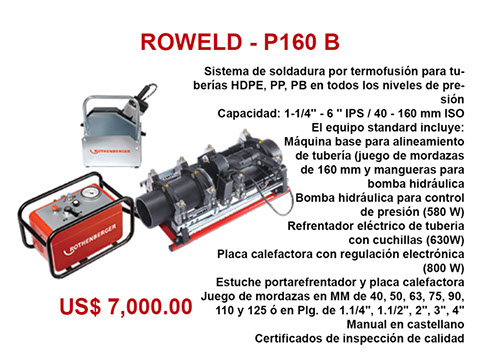 ROWELD - P160 B
Sistema de soldadura por termofusión para tu-
berías HDPE, PP, PB en todos los niveles de pre-
sión
Capacidad: 1-1/4" - 6 " IPS / 40 - 160 mm ISO
El equipo standard incluye:
Máquina base para alineamiento
de tubería (juego de mordazas
de 160 mm y mangueras para
bomba hidráulica
Bomba hidráulica para control
de presión (580 W)
Refrentador eléctrico de tuberia
con cuchillas (630W)
Placa calefactora con regulación electrónica
(800 W)
Estuche portarefrentador y placa calefactora
Juego de mordazas en MM de 40, 50, 63, 75, 90,
110 y 125 ó en Plg. de 1.1/4", 1.1/2", 2", 3", 4"
Manual en castellano
Certificados de inspección de calidad
US$ 7,000.00
ROTHENBERGER
ROTHENBERGER